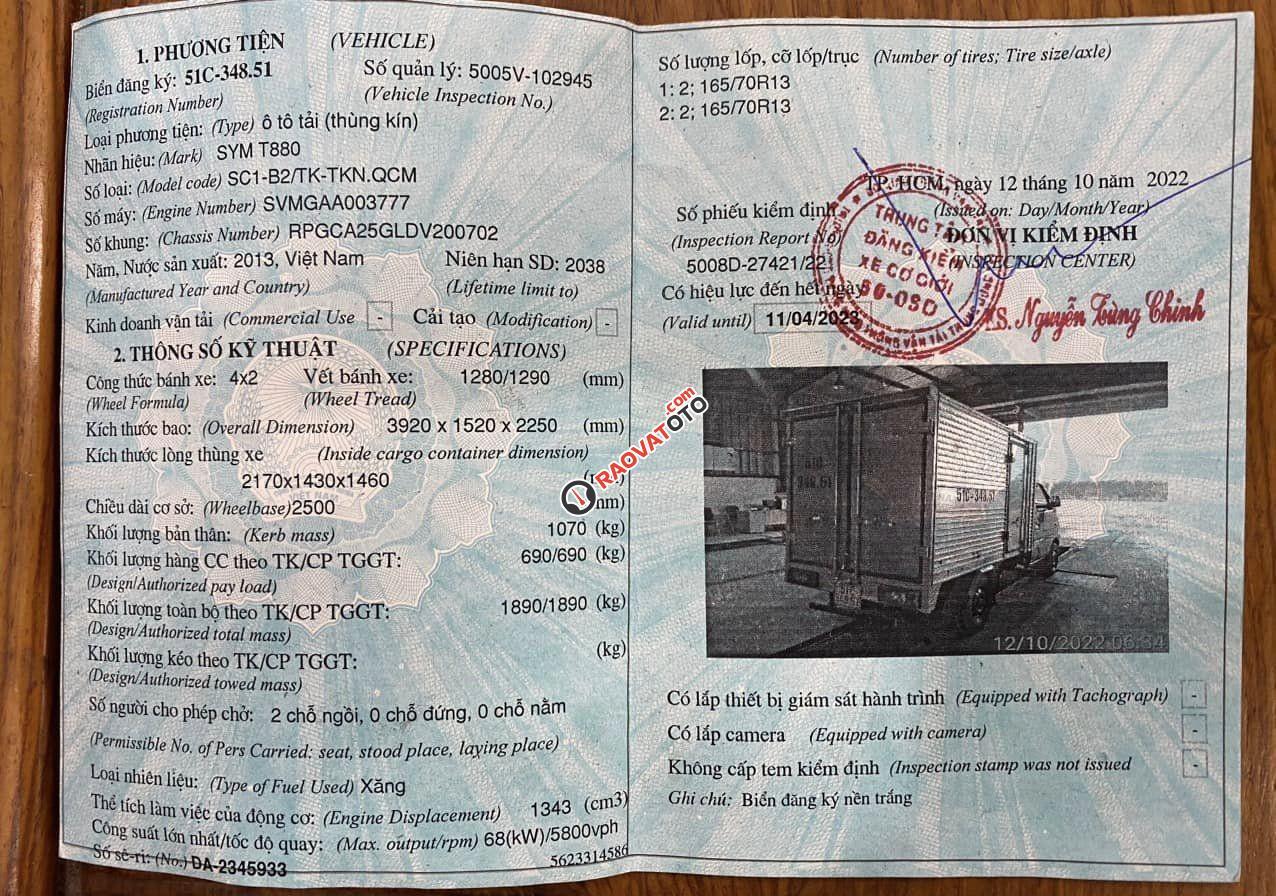 1. PHƯƠNG TIỆN (VEHICLE)
Biển đăng ký: 51C-348.51 Số quản lý: 5005V-102945
(Registration Number) (Vehicle Inspection No.)
Loại phương tiện: (Type) ô tô tải (thùng kín)
Nhãn hiệu: (Mark) SYM T880
Số loại: (Model code) SC1-B2/TK-TKN.QCM
Số máy: (Engine Number) SVMGAA003777
Số khung: (Chassis Number) RPGCA25GLDV200702
Năm, Nước sản xuất: 2013, Việt Nam Niên hạn SD: 2038
(Manufactured Year and Country) (Lifetime limit to)
Kinh doanh vận tải (Commercial Use - Cải tạo (Modification) -
2. THÔNG SỐ KỸ THUẬT (SPECIFICATIONS)
Công thức bánh xe: 4x2 Vết bánh xe: 1280/1290 (mm)
(Wheel Formula) (Wheel Tread)
Kích thước bao: (Overall Dimension) 3920 x 1520 x 2250 (mm)
Kích thước lòng thùng xe (Inside cargo container dimension)
2170x1430x1460
Chiều dài cơ sở: (Wheelbase)2500
Khối lượng bản thân: (Kerb mass) 1070 (kg)
Khối lượng hàng CC theo TK/CP TGGT: 690/690 (kg)
(Design/Authorized pay load)
Khối lượng toàn bộ theo TK/CP TGGT: 1890/1890 (kg)
(Design/Authorized total mass)
Khối lượng kéo theo TK/CP TGGT: (kg)
(Design/Authorized towed mass)
Số người cho phép chở: 2 chỗ ngồi, 0 chỗ đứng, 0 chỗ nằm
(Permissible No. of Pers Carried: seat, stood place, laying place)
Loại nhiên liệu: (Type of Fuel Used) Xăng
Thể tích làm việc của động cơ: (Engine Displacement) 1343 (cm3)
Công suất lớn nhất/tốc độ quay: (Max. output/rpm) 68(kW)/5800vph
Số sê-ri: (No.) DA-2345933 5623314586
Số lượng lốp, cỡ lốp/trục (Number of tires; Tire size/axle)
1: 2; 165/70R13
2: 2; 165/70R13
TP. HCM, ngày 12 tháng 10 năm 2022
Số phiếu kiểm định (Issued on: Day/Month/Year)
(Inspection Report No) ĐƠN VỊ KIỂM ĐỊNH
5008D-27421/22 (INSPECTION CENTER)
Có hiệu lực đến hết ngày
(Valid until) 11/04/2023
TRUNG TÂM
ĐĂNG KIỂM
XE CƠ GIỚI
50-08D
KS. Nguyễn Tùng Chinh
RAOVATOTO
.com
51C
348.51
51C-348.51
12/10/2022 06:34
Có lắp thiết bị giám sát hành trình (Equipped with Tachograph) -
Có lắp camera (Equipped with camera) -
Không cấp tem kiểm định (Inspection stamp was not issued -
Ghi chú: Biển đăng ký nền trắng